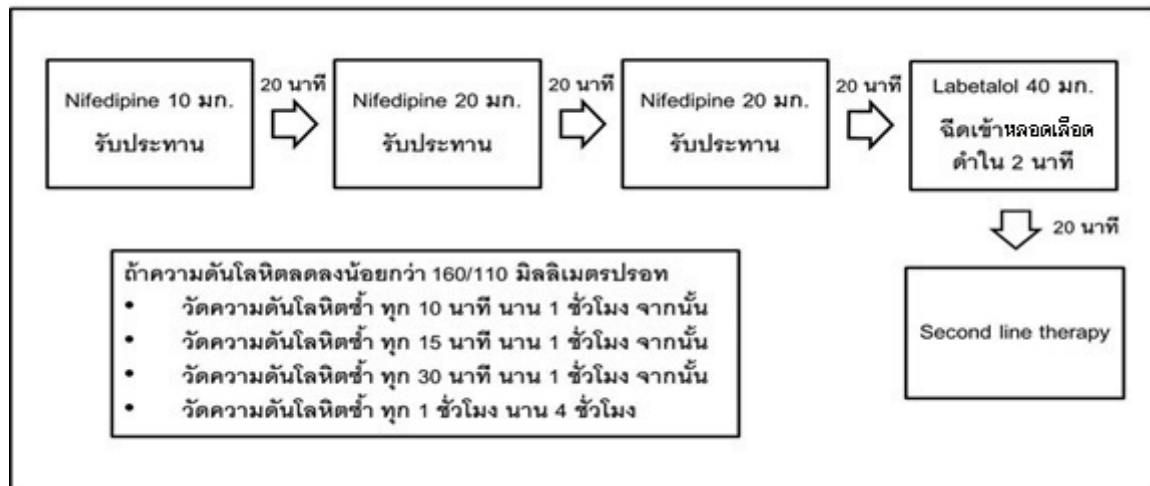 Nifedipine 10 มก.
รับประทาน
20 นาที
Nifedipine 20 มก.
รับประทาน
20 นาที
Nifedipine 20 มก.
รับประทาน
20 นาที
Labetalol 40 มก.
ฉีดเข้าหลอดเลือด
ดำใน 2 นาที
20 นาที
Second line therapy
ถ้าความดันโลหิตลดลงน้อยกว่า 160/110 มิลลิเมตรปรอท
• วัดความดันโลหิตซ้ำ ทุก 10 นาที นาน 1 ชั่วโมง จากนั้น
• วัดความดันโลหิตซ้ำ ทุก 15 นาที นาน 1 ชั่วโมง จากนั้น
• วัดความดันโลหิตซ้ำ ทุก 30 นาที นาน 1 ชั่วโมง จากนั้น
• วัดความดันโลหิตซ้ำ ทุก 1 ชั่วโมง นาน 4 ชั่วโมง